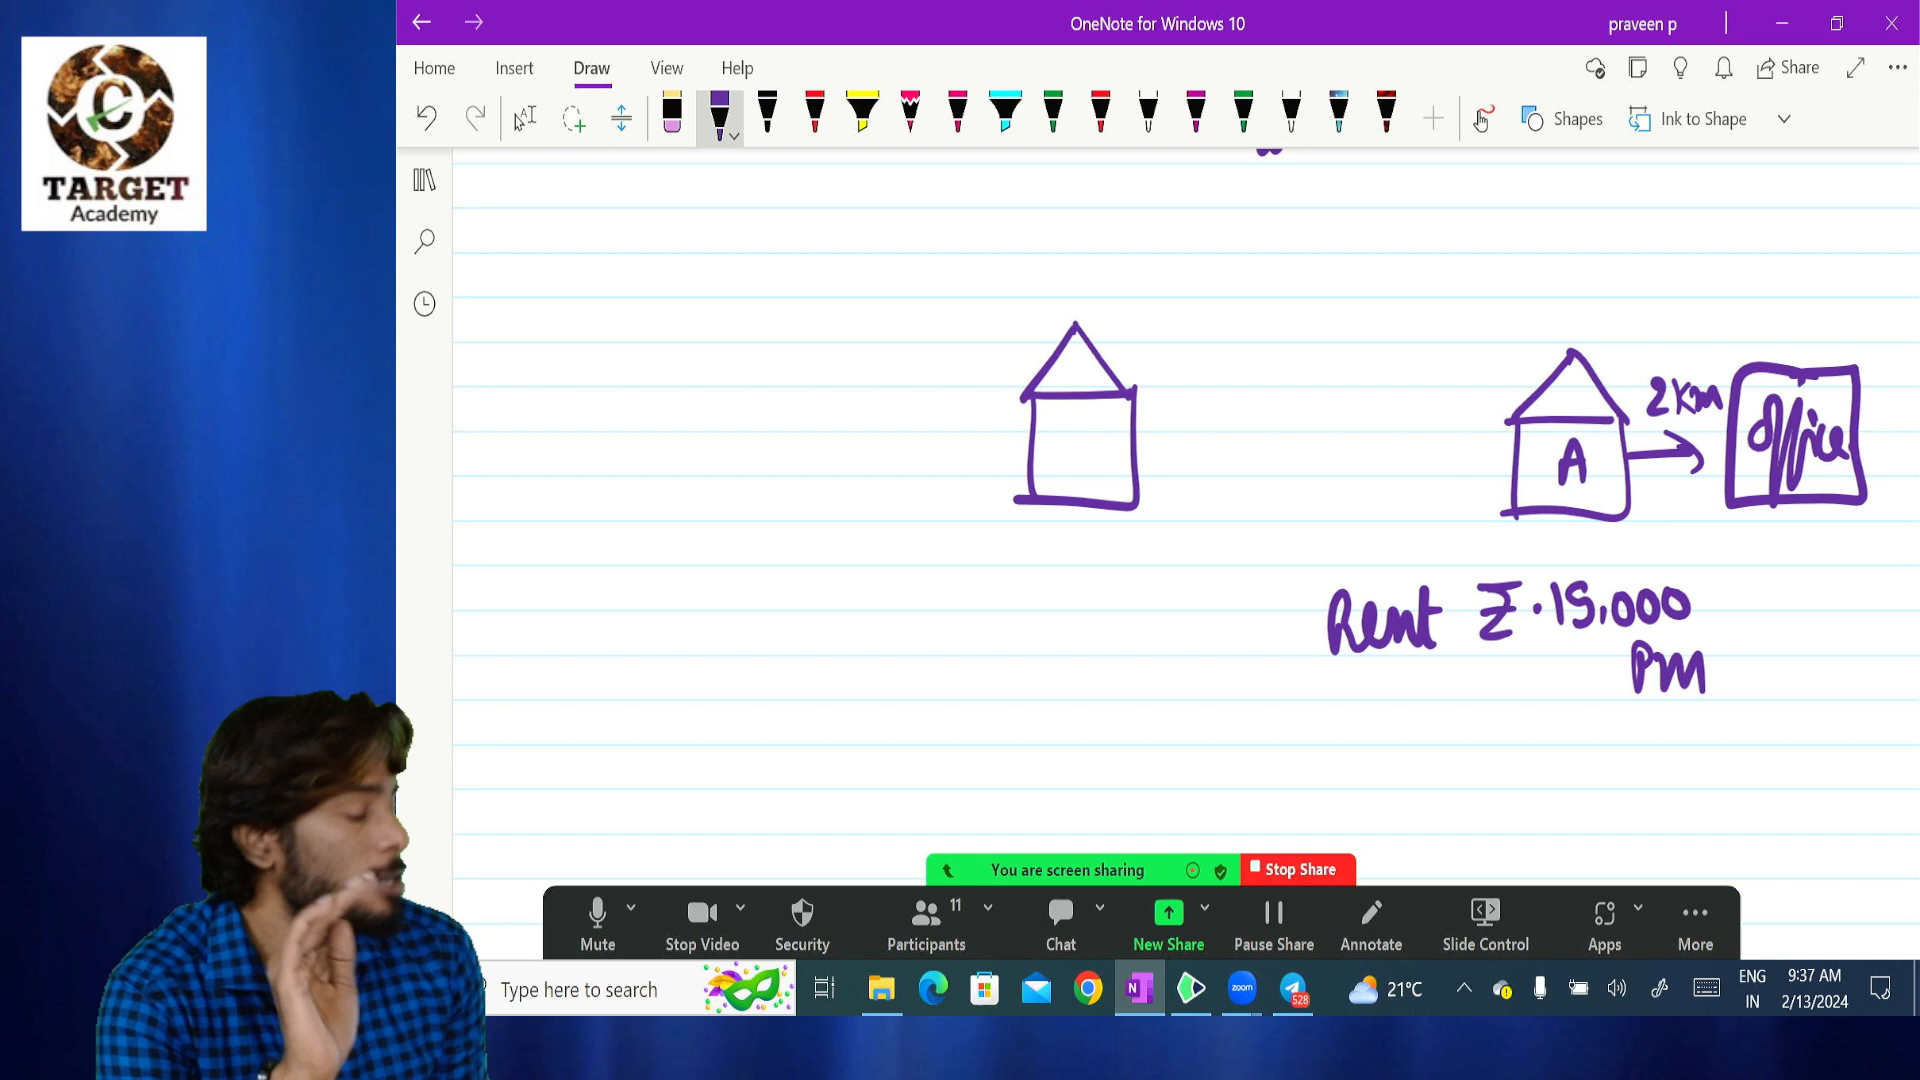 OneNote for Windows 10
praveen p
Home Insert Draw View Help
Share
Shapes Ink to Shape
TARGET
Academy
2Km
A
Office
Rent ₹.15,000
PM
You are screen sharing Stop Share
11
Mute Stop Video Security Participants Chat New Share Pause Share Annotate Slide Control Apps More
Type here to search
zoom
528
21°C
ENG
IN
9:37 AM
2/13/2024